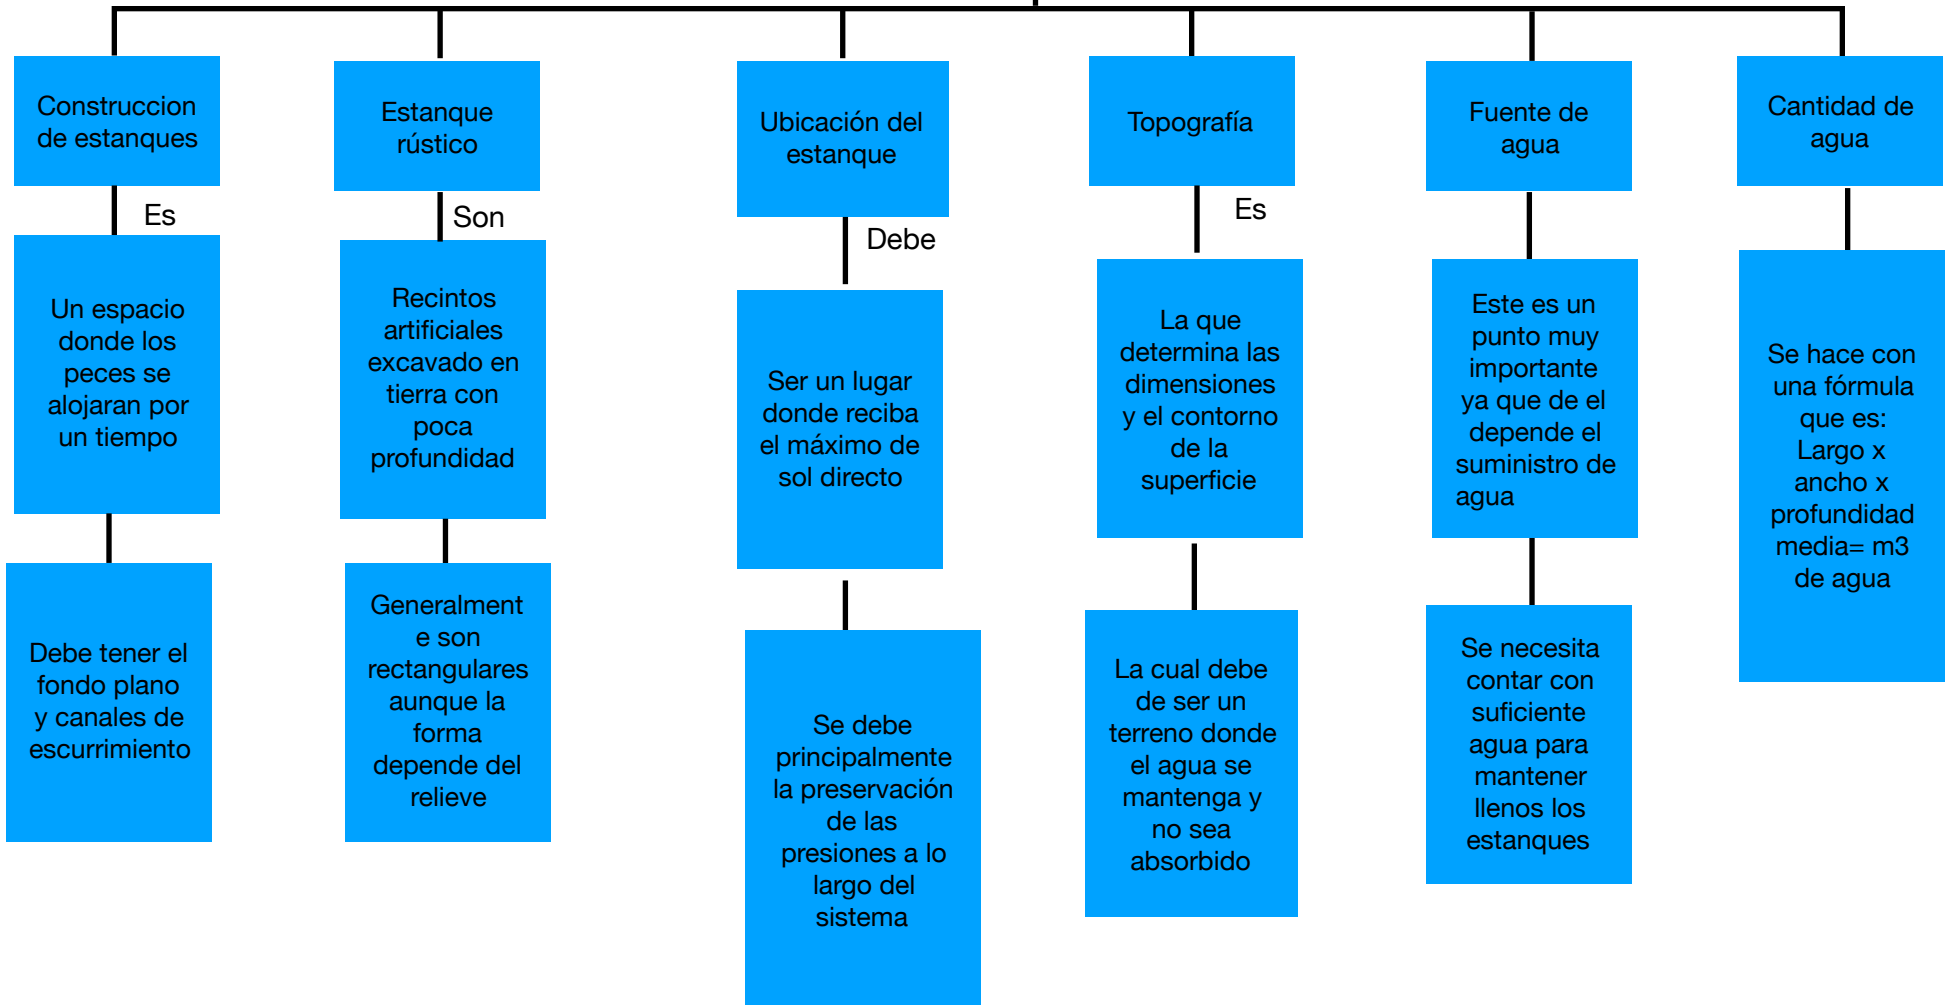 Construccion
de estanques
Es
Un espacio
donde los
peces se
alojaran por
un tiempo
Debe tener el
fondo plano
y canales de
escurrimiento
Estanque
rústico
Son
Recintos
artificiales
excavado en
tierra con
poca
profundidad
Generalment
e son
rectangulares
aunque la
forma
depende del
relieve
Ubicación del
estanque
Debe
Ser un lugar
donde reciba
el máximo de
sol directo
Se debe
principalmente
la preservación
de las
presiones a lo
largo del
sistema
Topografía
Es
La que
determina las
dimensiones
y el contorno
de la
superficie
La cual debe
de ser un
terreno donde
el agua se
mantenga y
no sea
absorbido
Fuente de
agua
Este es un
punto muy
importante
ya que de el
depende el
suministro de
agua
Se necesita
contar con
suficiente
agua para
mantener
llenos los
estanques
Cantidad de
agua
Se hace con
una fórmula
que es:
Largo x
ancho x
profundidad
media= m3
de agua